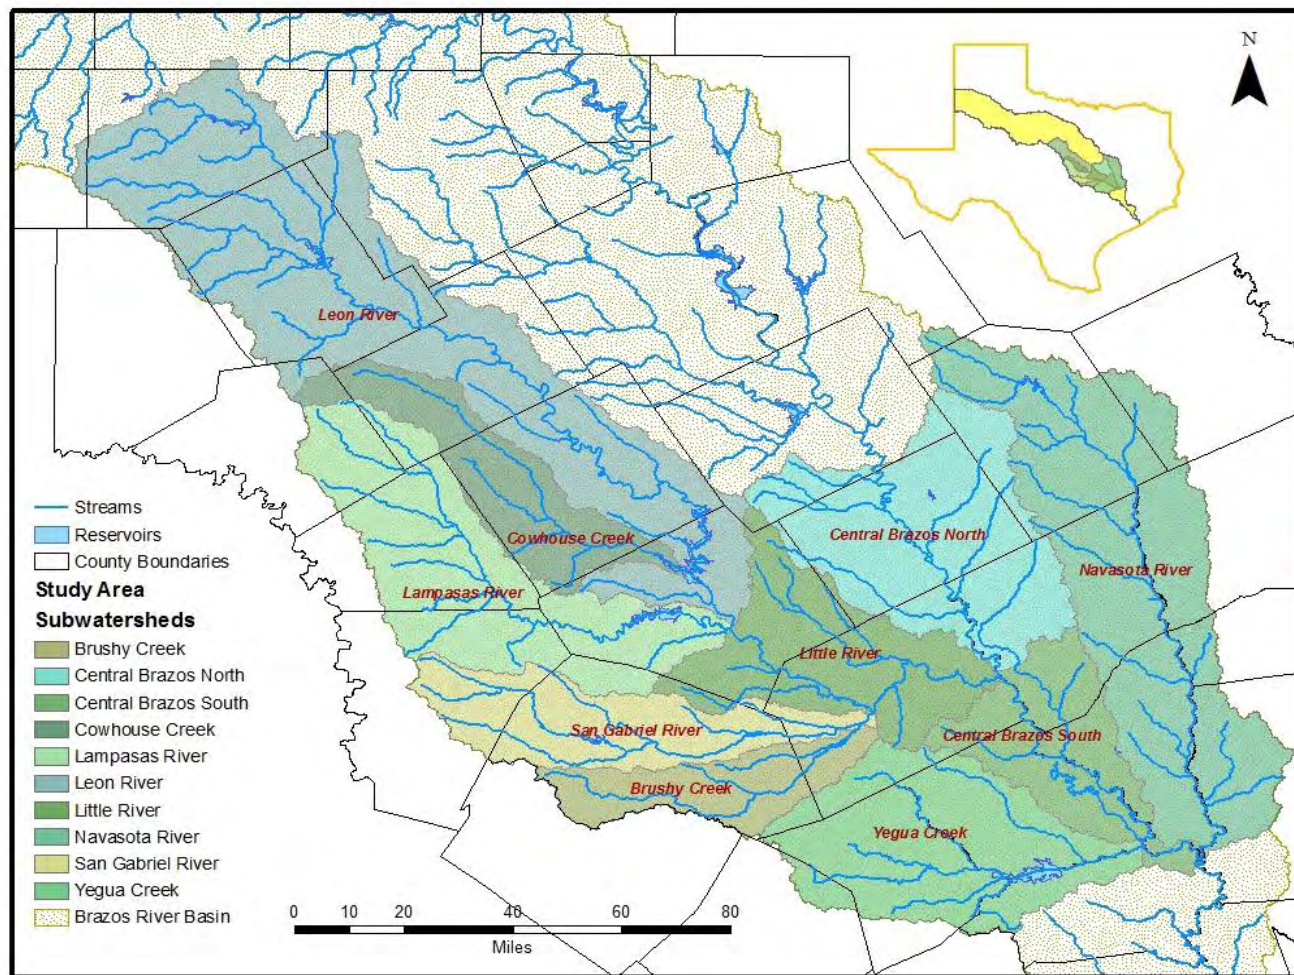 N
Leon River
Cowhouse Creek
Central Brazos North
Navasota River
Lampasas River
Little River
San Gabriel River
Central Brazos South
Brushy Creek
Yegua Creek
Streams
Reservoirs
County Boundaries
Study Area
Subwatersheds
Brushy Creek
Central Brazos North
Central Brazos South
Cowhouse Creek
Lampasas River
Leon River
Little River
Navasota River
San Gabriel River
Yegua Creek
Brazos River Basin
0 10 20 40 60 80
Miles